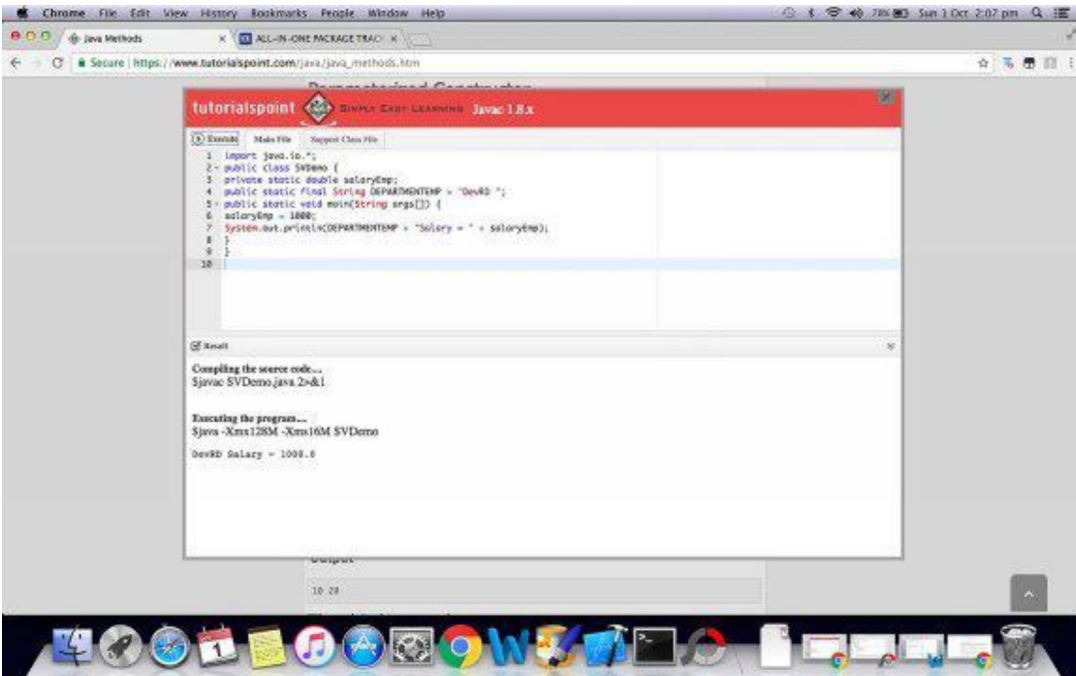 Chrome File Edit View History Bookmarks People Window Help 78% Sun 1 Oct 2:07 pm
Java Methods
ALL-IN-ONE PACKAGE TRAC
Secure https://www.tutorialspoint.com/java/java_methods.htm
Parameterized Constructor
tutorialspoint SIMPLY EASY LEARNING Javac 1.8.x
Execute Main File Support Class File
1 import java.io.*;
2 public class SVDemo {
3 private static double salaryEmp;
4 public static final String DEPARTMENTEMP = "DevRD ";
5 public static void main(String args[]) {
6 salaryEmp = 1000;
7 System.out.println(DEPARTMENTEMP + "Salary = " + salaryEmp);
8 }
9 }
10
Result
Compiling the source code....
$javac SVDemo.java 2>&1
Executing the program....
$java -Xmx128M -Xms16M SVDemo
DevRD Salary = 1000.0
Output
10 20
1